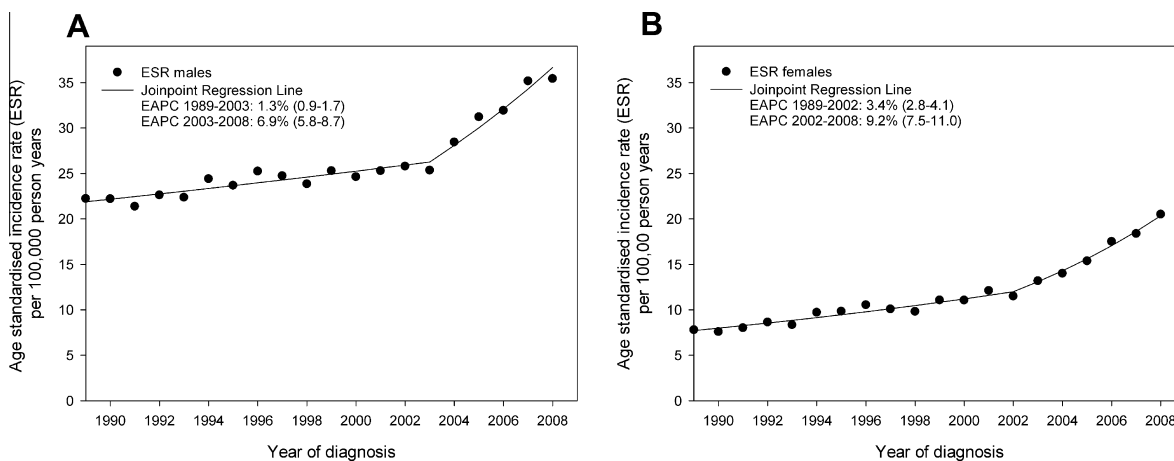 A
Age standardised incidence rate (ESR)
per 100,000 person years
ESR males
Joinpoint Regression Line
EAPC 1989-2003: 1.3% (0.9-1.7)
EAPC 2003-2008: 6.9% (5.8-8.7)
35
30
25
20
15
10
5
0
1990 1992 1994 1996 1998 2000 2002 2004 2006 2008
Year of diagnosis
B
Age standardised incidence rate (ESR)
per 100,00 person years
ESR females
Joinpoint Regression Line
EAPC 1989-2002: 3.4% (2.8-4.1)
EAPC 2002-2008: 9.2% (7.5-11.0)
35
30
25
20
15
10
5
0
1990 1992 1994 1996 1998 2000 2002 2004 2006 2008
Year of diagnosis